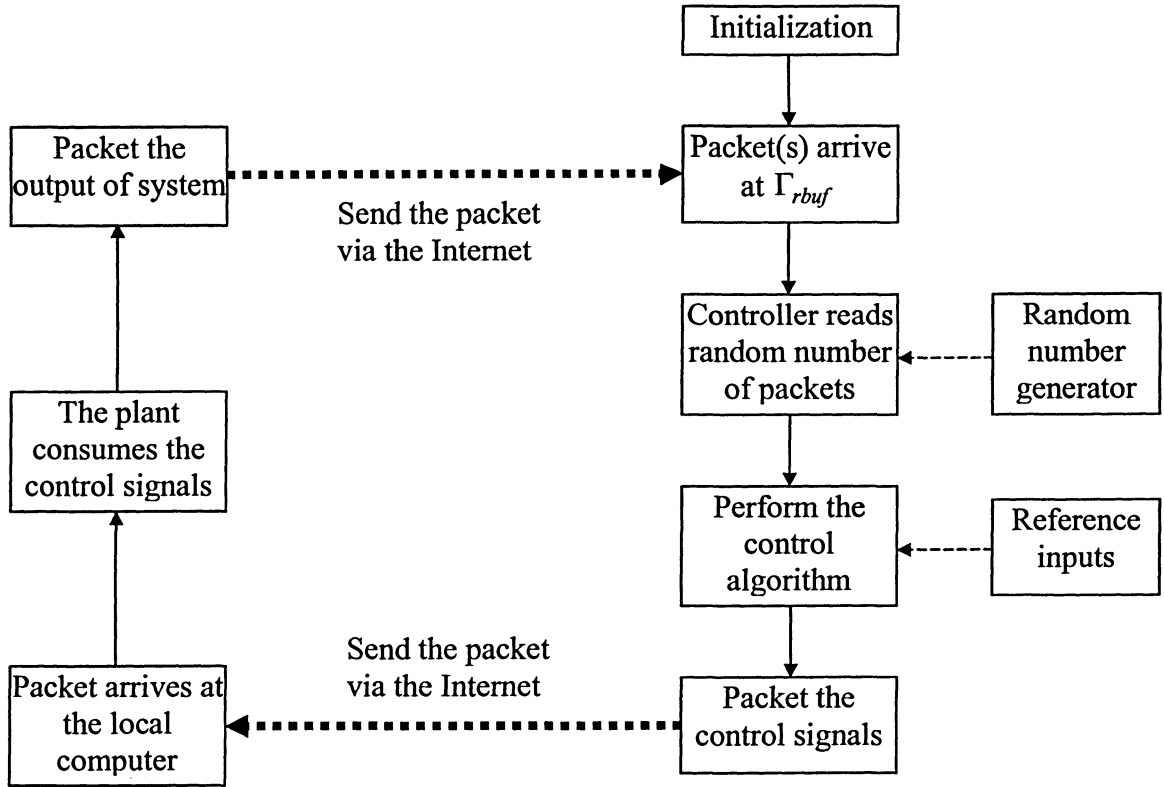 Initialization
Packet the
output of system
Send the packet
via the Internet
Packet(s) arrive
at Γrbuf
Controller reads
random number
of packets
Random
number
generator
The plant
consumes the
control signals
Perform the
control
algorithm
Reference
inputs
Send the packet
via the Internet
Packet arrives at
the local
computer
Packet the
control signals